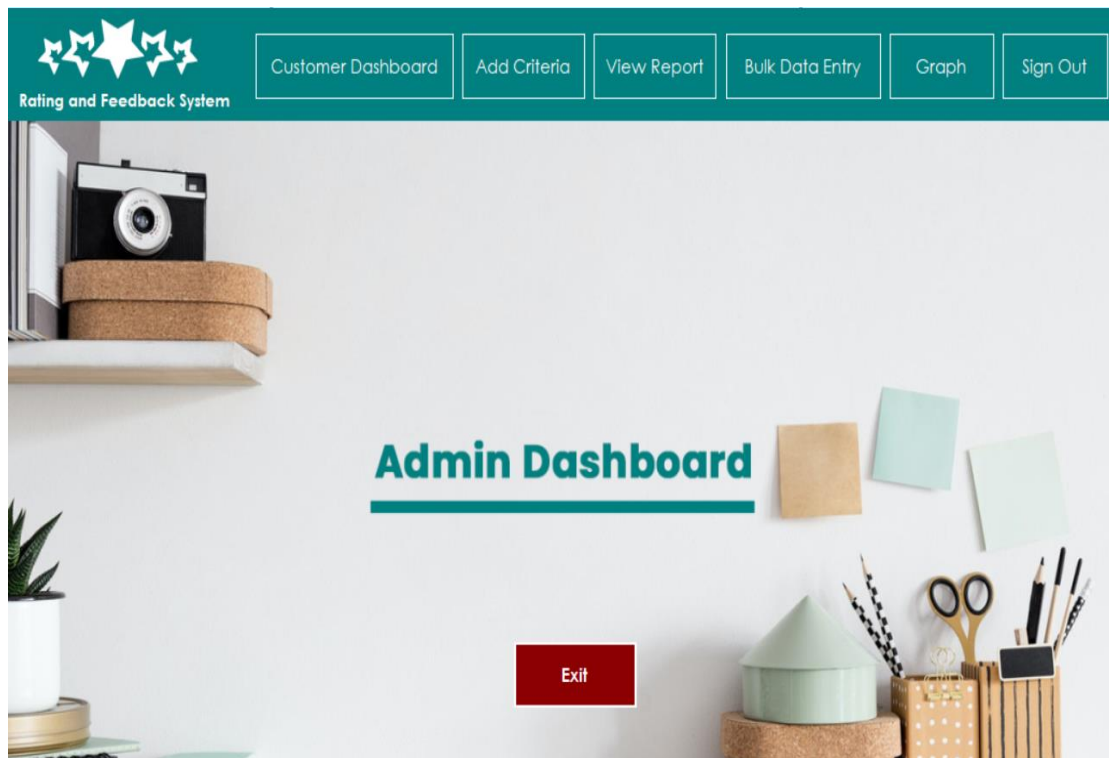 Customer Dashboard
Add Criteria
View Report
Bulk Data Entry
Graph
Sign Out
Rating and Feedback System
Admin Dashboard
Exit